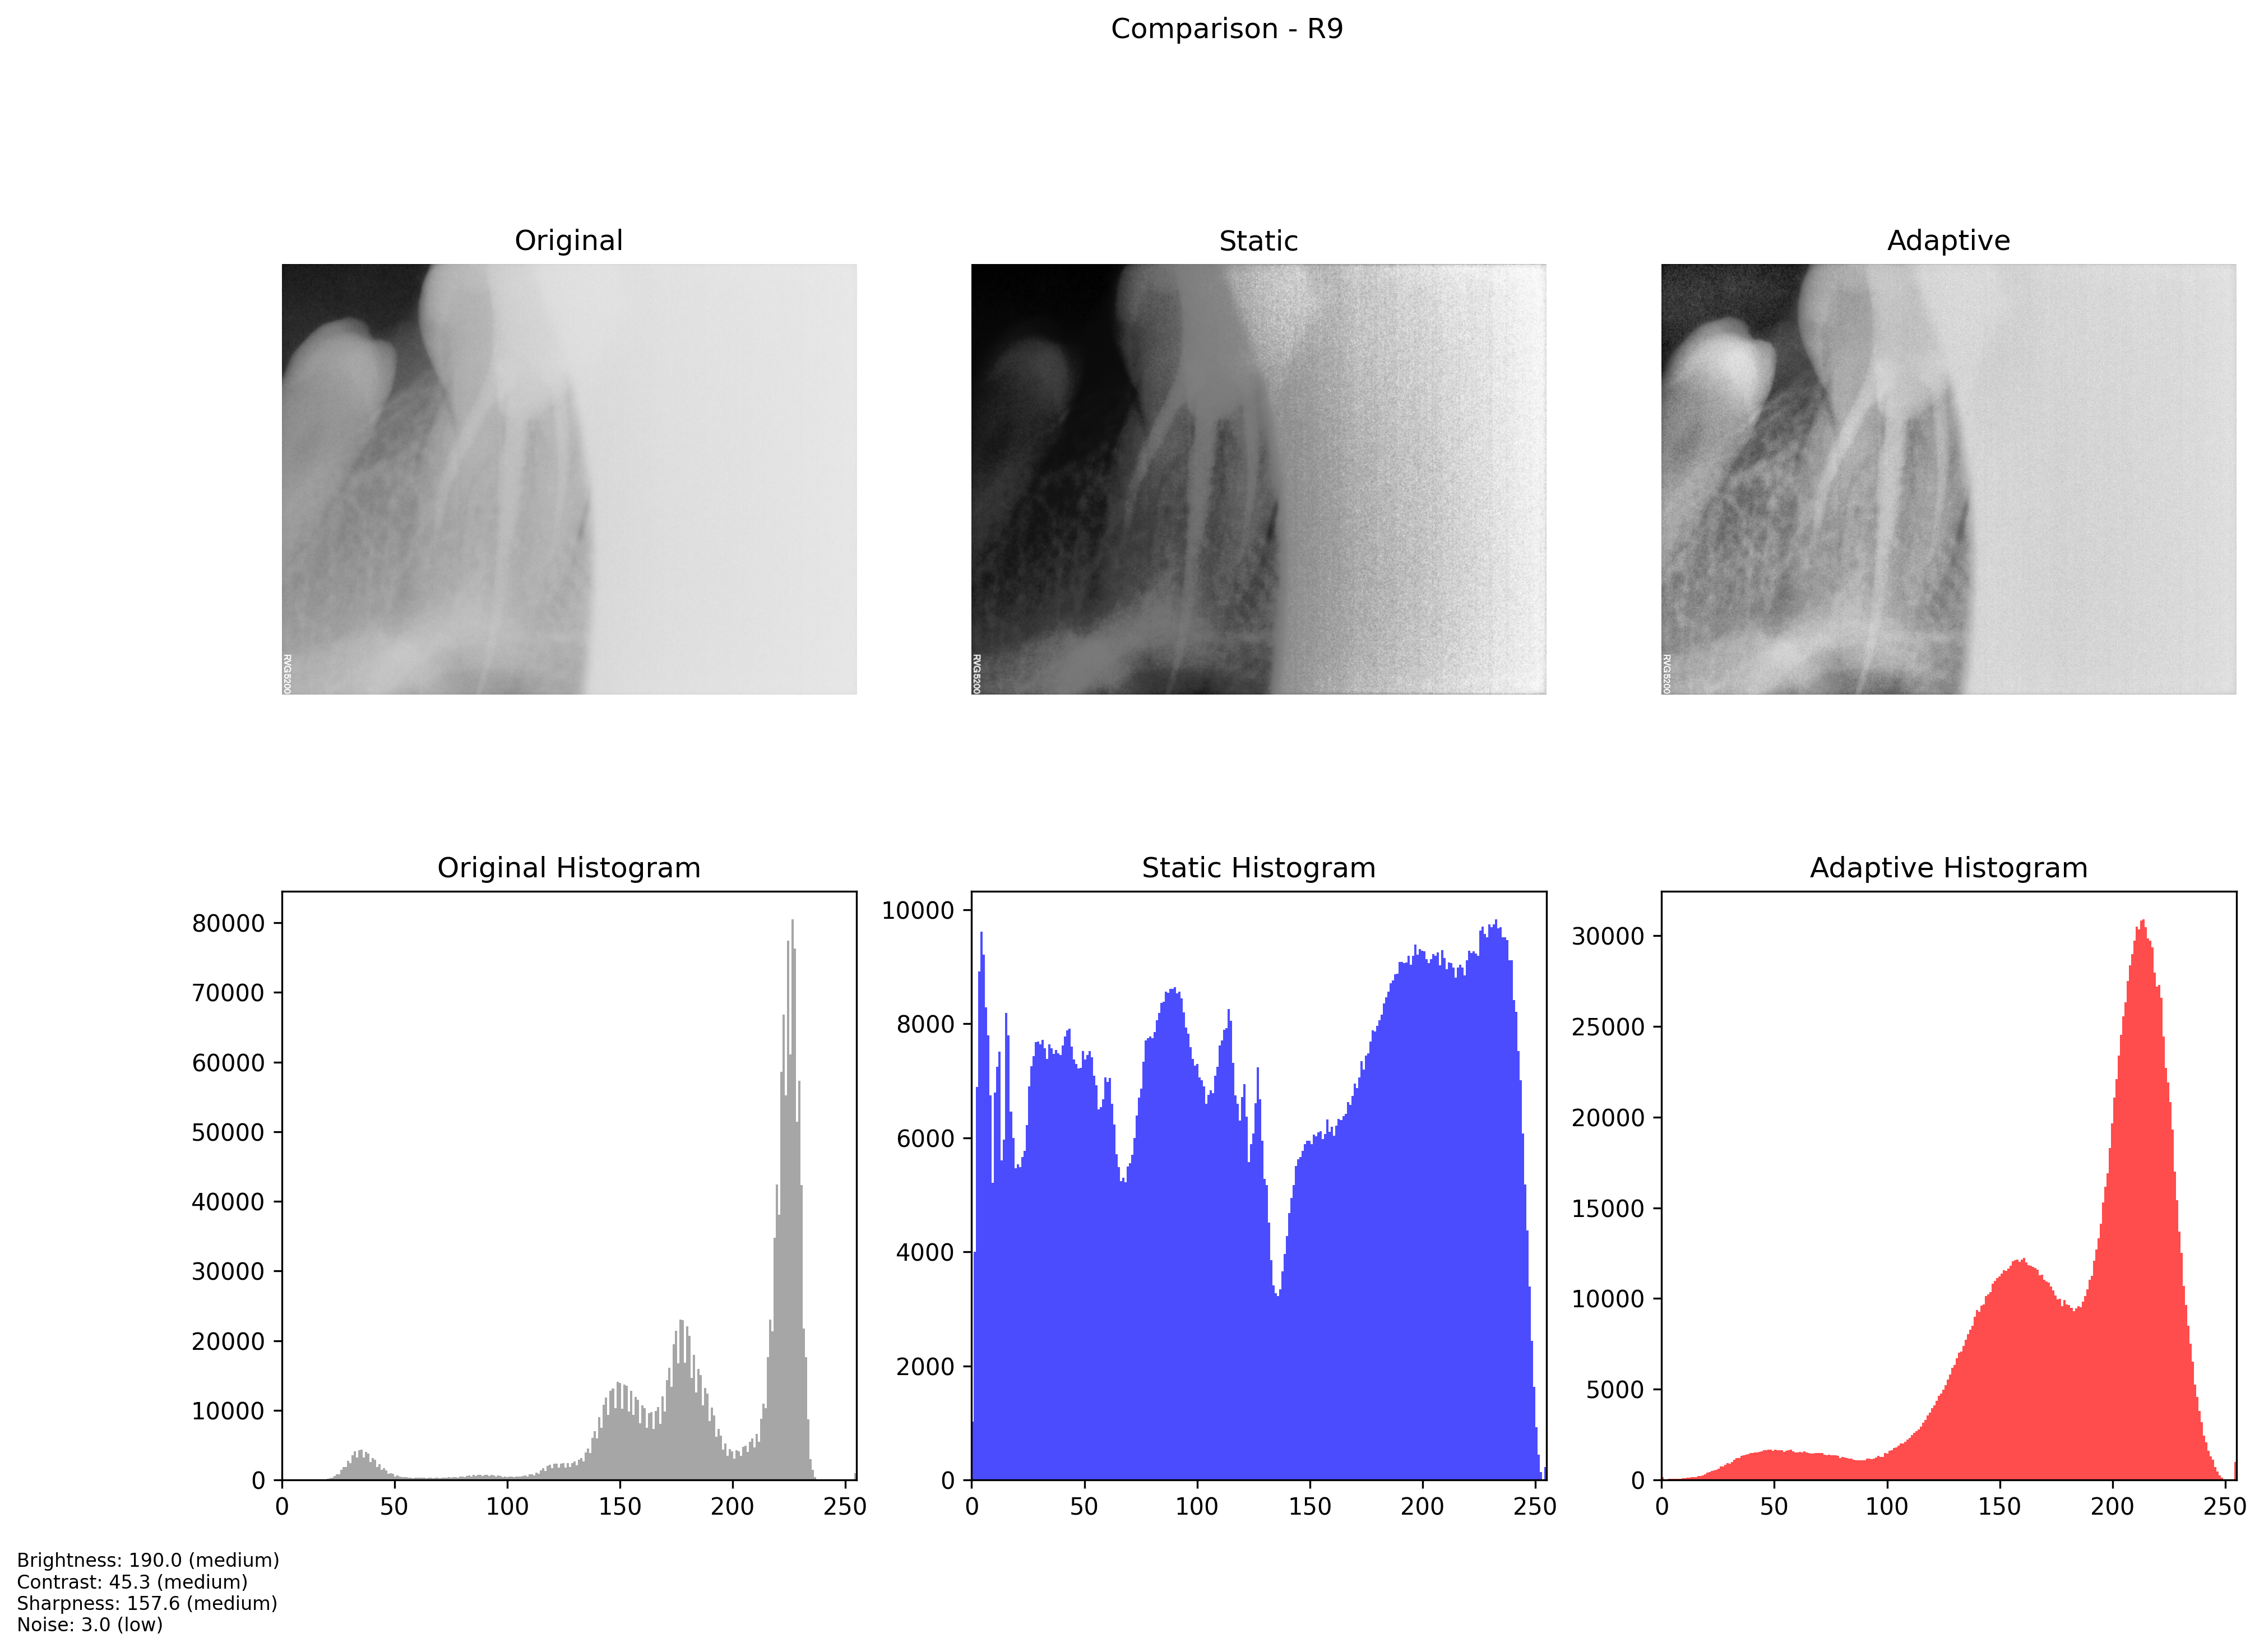 Comparison - R9
Original
Static
Adaptive
RVG5200
RVG5200
RVG5200
Original Histogram
Static Histogram
Adaptive Histogram
80000
70000
60000
50000
40000
30000
20000
10000
0
0 50 100 150 200 250
10000
8000
6000
4000
2000
0
0 50 100 150 200 250
30000
25000
20000
15000
10000
5000
0
0 50 100 150 200 250
Brightness: 190.0 (medium)
Contrast: 45.3 (medium)
Sharpness: 157.6 (medium)
Noise: 3.0 (low)